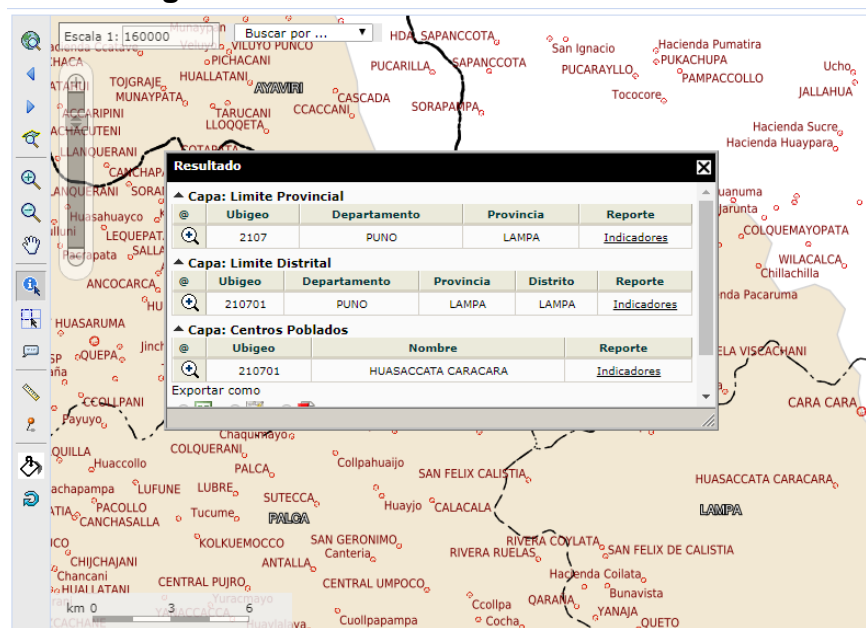 Escala 1: 160000
Buscar por ...
VILUYO PUNCO
HDA SAPANCCOTA
San Ignacio
Hacienda Pumatira
PICHACANI
PUCARILLA
SAPANCCOTA
PUCARAYLLO
PUKACHUPA
Ucho
TOJGRAJE
HUALLATANI
AYAVIRI
PAMPACCOLLO
MUNAYPATA
CASCADA
Tococore
JALLAHUA
TARUCANI
CCACCANI
SORAPAMPA
LLOQQETA
Hacienda Sucre
Hacienda Huaypara
LLANQUERANI
Resultado
Capa: Limite Provincial
@ Ubigeo Departamento Provincia Reporte
2107 PUNO LAMPA Indicadores
Capa: Limite Distrital
@ Ubigeo Departamento Provincia Distrito Reporte
210701 PUNO LAMPA LAMPA Indicadores
Capa: Centros Poblados
@ Ubigeo Nombre Reporte
210701 HUASACCATA CARACARA Indicadores
Exportar como
Huasahuayco
COLQUEMAYOPATA
LEQUEPAT
WILACALCA
Chillachilla
ANCOCARCA
HUASARUMA
QUEPA
CCOLLPANI
CARA CARA
Payuyo
Chaquimayo
COLQUERANI
Huaccollo
PALCA
Collpahuaijo
SAN FELIX CALISTIA
HUASACCATA CARACARA
LUFUNE
LUBRE
SUTECCA
PACOLLO
Tucume
Huayjo
CALACALA
LAMPA
CANCHASALLA
PALCA
KOLKUEMOCCO
SAN GERONIMO
RIVERA COYLATA
Canteria
RIVERA RUELAS
SAN FELIX DE CALISTIA
CHIJCHAJANI
ANTALLA
Chancani
Hacienda Coilata
HUALLATANI
CENTRAL PUJRO
CENTRAL UMPOCO
Bunavista
Yuracmayo
Ccollpa
QARANA
km 0 3 6
YANAJA
Cuollpapampa
Cocha
QUETO